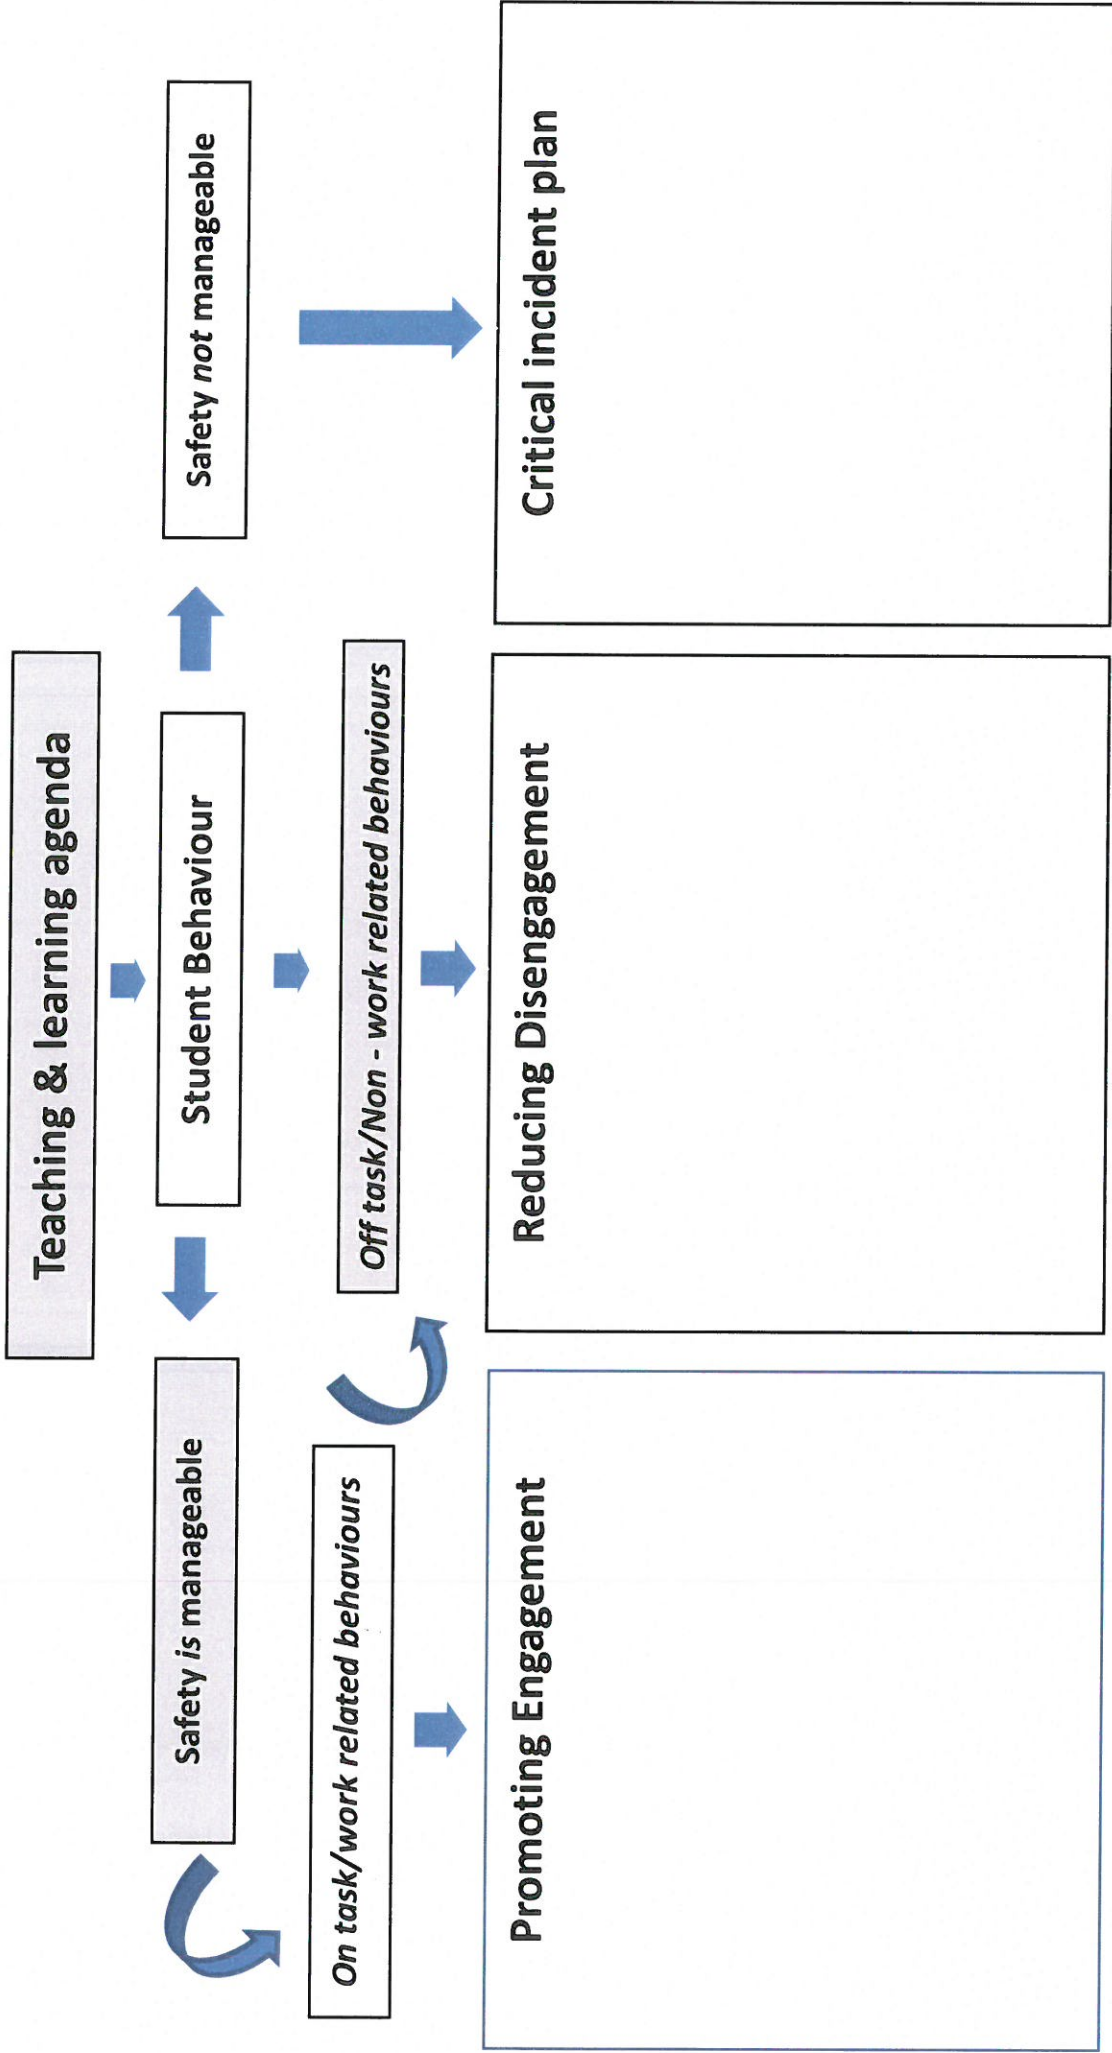 Teaching & learning agenda
Safety is manageable
Student Behaviour
Safety not manageable
On task/work related behaviours
Off task/Non - work related behaviours
Promoting Engagement
Reducing Disengagement
Critical incident plan